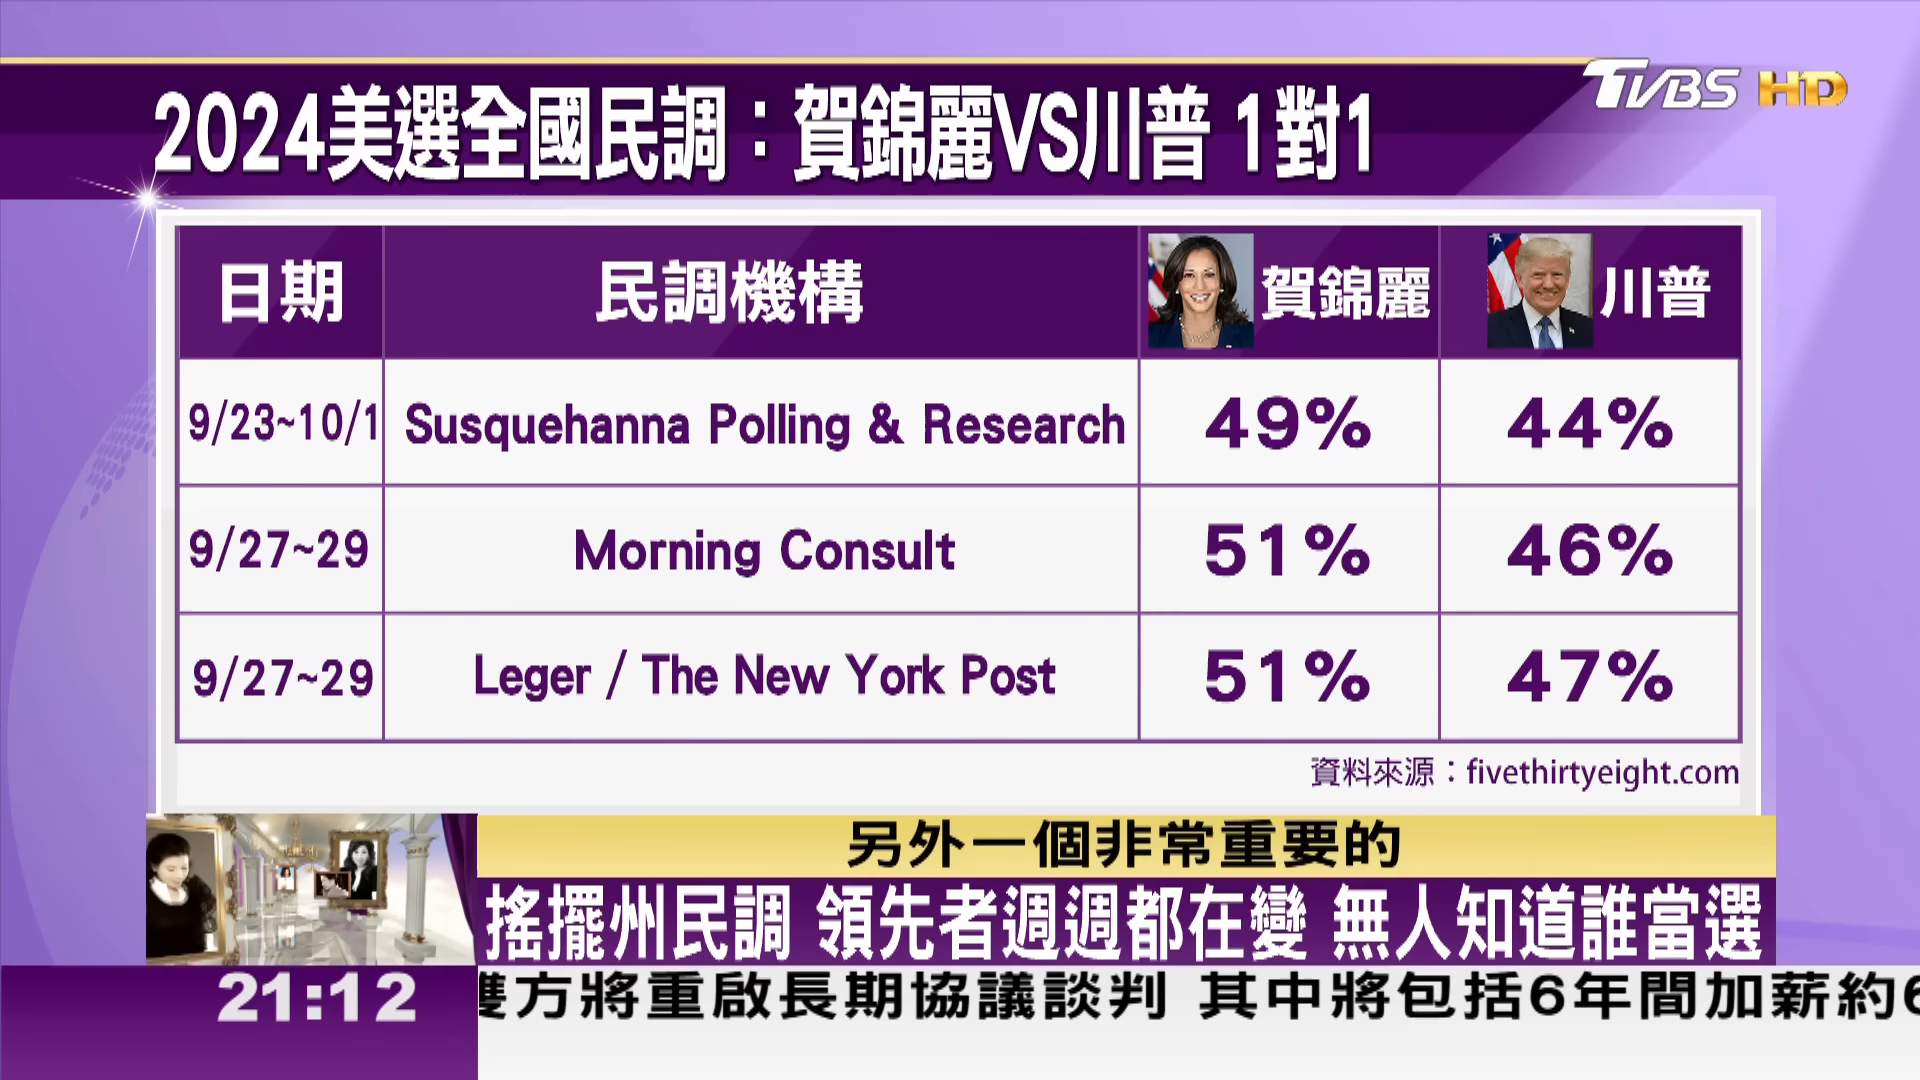 TVBS HD
2024美選全國民調：賀錦麗VS川普 1對1
日期 民調機構 賀錦麗 川普
9/23~10/1 Susquehanna Polling & Research 49% 44%
9/27~29 Morning Consult 51% 46%
9/27~29 Leger / The New York Post 51% 47%
資料來源：fivethirtyeight.com
另外一個非常重要的
搖擺州民調 領先者週週都在變 無人知道誰當選
21:12
雙方將重啟長期協議談判 其中將包括6年間加薪約6